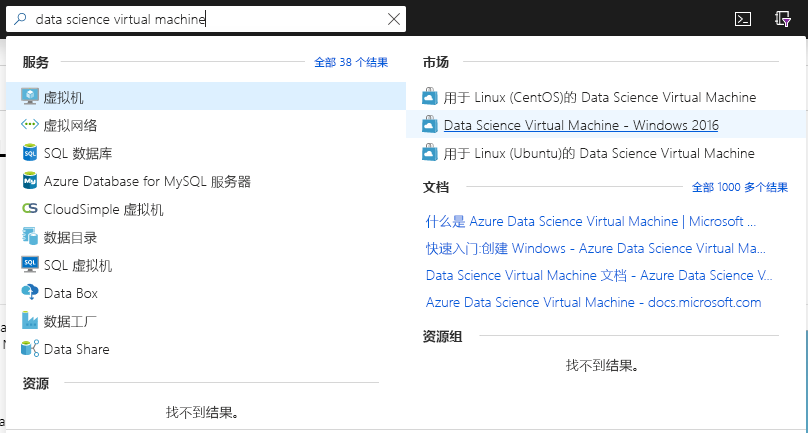 data science virtual machine
服务
全部 38 个结果
虚拟机
虚拟网络
SQL 数据库
Azure Database for MySQL 服务器
CloudSimple 虚拟机
数据目录
SQL 虚拟机
Data Box
数据工厂
Data Share
资源
找不到结果。
市场
用于 Linux (CentOS)的 Data Science Virtual Machine
Data Science Virtual Machine - Windows 2016
用于 Linux (Ubuntu)的 Data Science Virtual Machine
文档
全部 1000 多个结果
什么是 Azure Data Science Virtual Machine | Microsoft ...
快速入门:创建 Windows - Azure Data Science Virtual Ma...
Data Science Virtual Machine 文档 - Azure Data Science V...
Azure Data Science Virtual Machine - docs.microsoft.com
资源组
找不到结果。